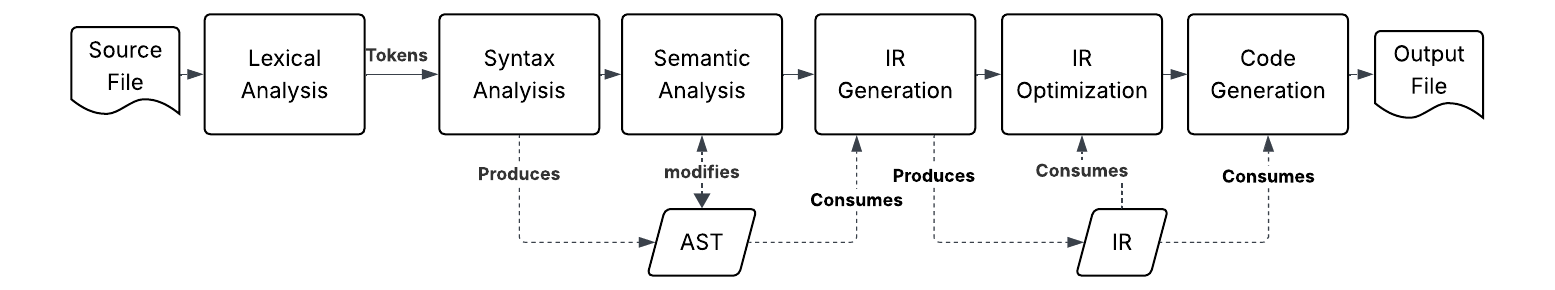 Source
File
Lexical
Analysis
Tokens
Syntax
Analyisis
Semantic
Analysis
IR
Generation
IR
Optimization
Code
Generation
Output
File
Produces
modifies
Consumes
Produces
Consumes
Consumes
AST
IR